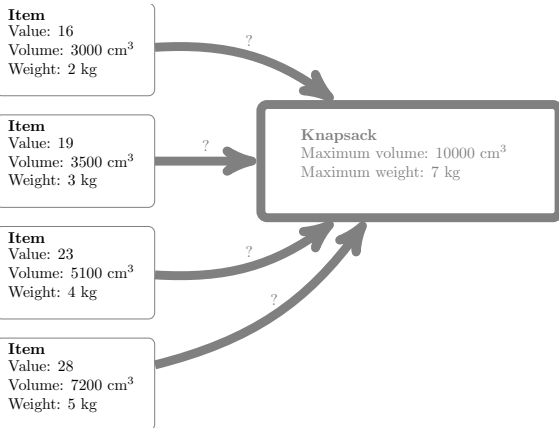 Item
Value: 16
Volume: 3000 cm³
Weight: 2 kg
?
Item
Value: 19
Volume: 3500 cm³
Weight: 3 kg
?
Knapsack
Maximum volume: 10000 cm³
Maximum weight: 7 kg
Item
Value: 23
Volume: 5100 cm³
Weight: 4 kg
?
Item
Value: 28
Volume: 7200 cm³
Weight: 5 kg
?